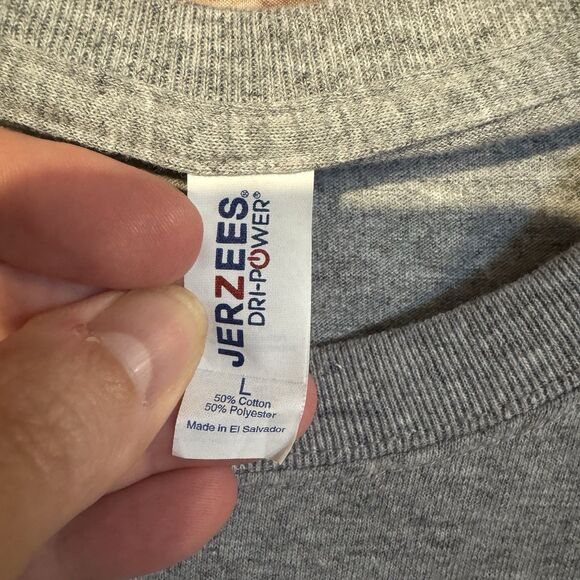 JERZEES®
DRI-POWER®
L
50% Cotton
50% Polyester
Made in El Salvador